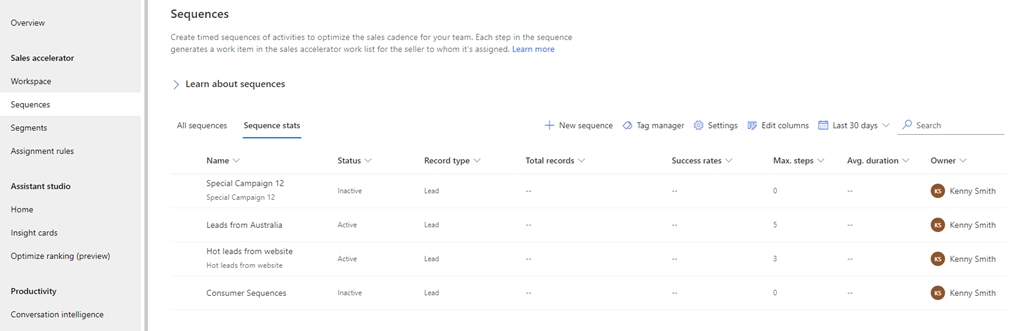 Overview
Sales accelerator
Workspace
Sequences
Segments
Assignment rules
Assistant studio
Home
Insight cards
Optimize ranking (preview)
Productivity
Conversation intelligence
Sequences
Create timed sequences of activities to optimize the sales cadence for your team. Each step in the sequence
generates a work item in the sales accelerator work list for the seller to whom it's assigned. Learn more
Learn about sequences
All sequences Sequence stats New sequence Tag manager Settings Edit columns Last 30 days Search
Name Status Record type Total records Success rates Max. steps Avg. duration Owner
Special Campaign 12 Inactive Lead -- -- 0 -- KS Kenny Smith
Special Campaign 12
Leads from Australia Active Lead -- -- 5 -- KS Kenny Smith
Hot leads from website Active Lead -- -- 3 -- KS Kenny Smith
Hot leads from website
Consumer Sequences Inactive Lead -- -- 0 -- KS Kenny Smith